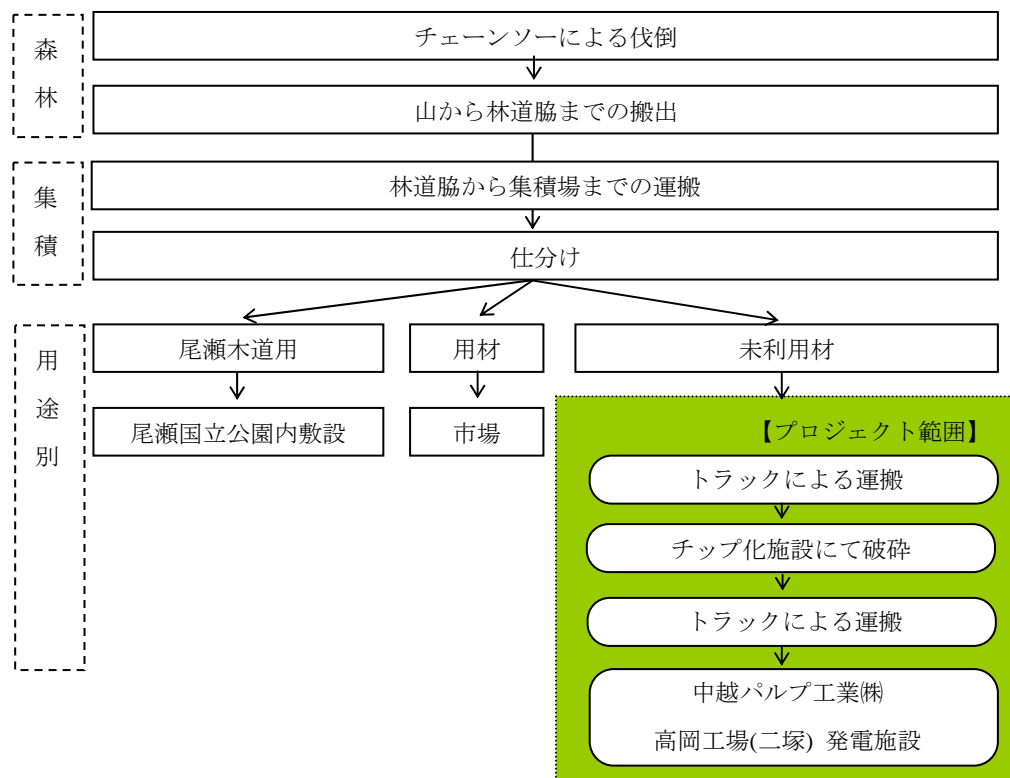 森
林
チェーンソーによる伐倒
山から林道脇までの搬出
集
積
林道脇から集積場までの運搬
仕分け
用
途
別
尾瀬木道用
用材
未利用材
尾瀬国立公園内敷設
市場
【プロジェクト範囲】
トラックによる運搬
チップ化施設にて破砕
トラックによる運搬
中越パルプ工業㈱
高岡工場(二塚) 発電施設